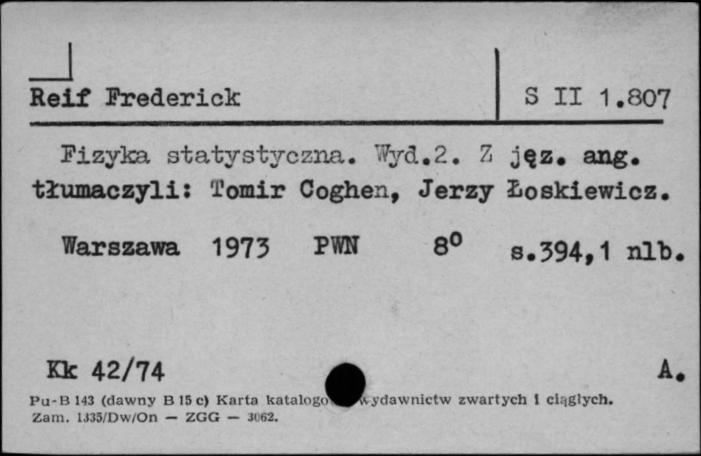 Reif Frederick S II 1.807
Fizyka statystyczna. Wyd.2. Z jęz. ang.
tłumaczyli: Tomir Coghen, Jerzy Łoskiewicz.
Warszawa 1973 PWN 8⁰ s.394,1 nlb.
Kk 42/74 A.
Pu-B 143 (dawny B 15 c) Karta katalogo wydawnictw zwartych i ciągłych.
Zam. 1335/Dw/On — ZGG — 3062.